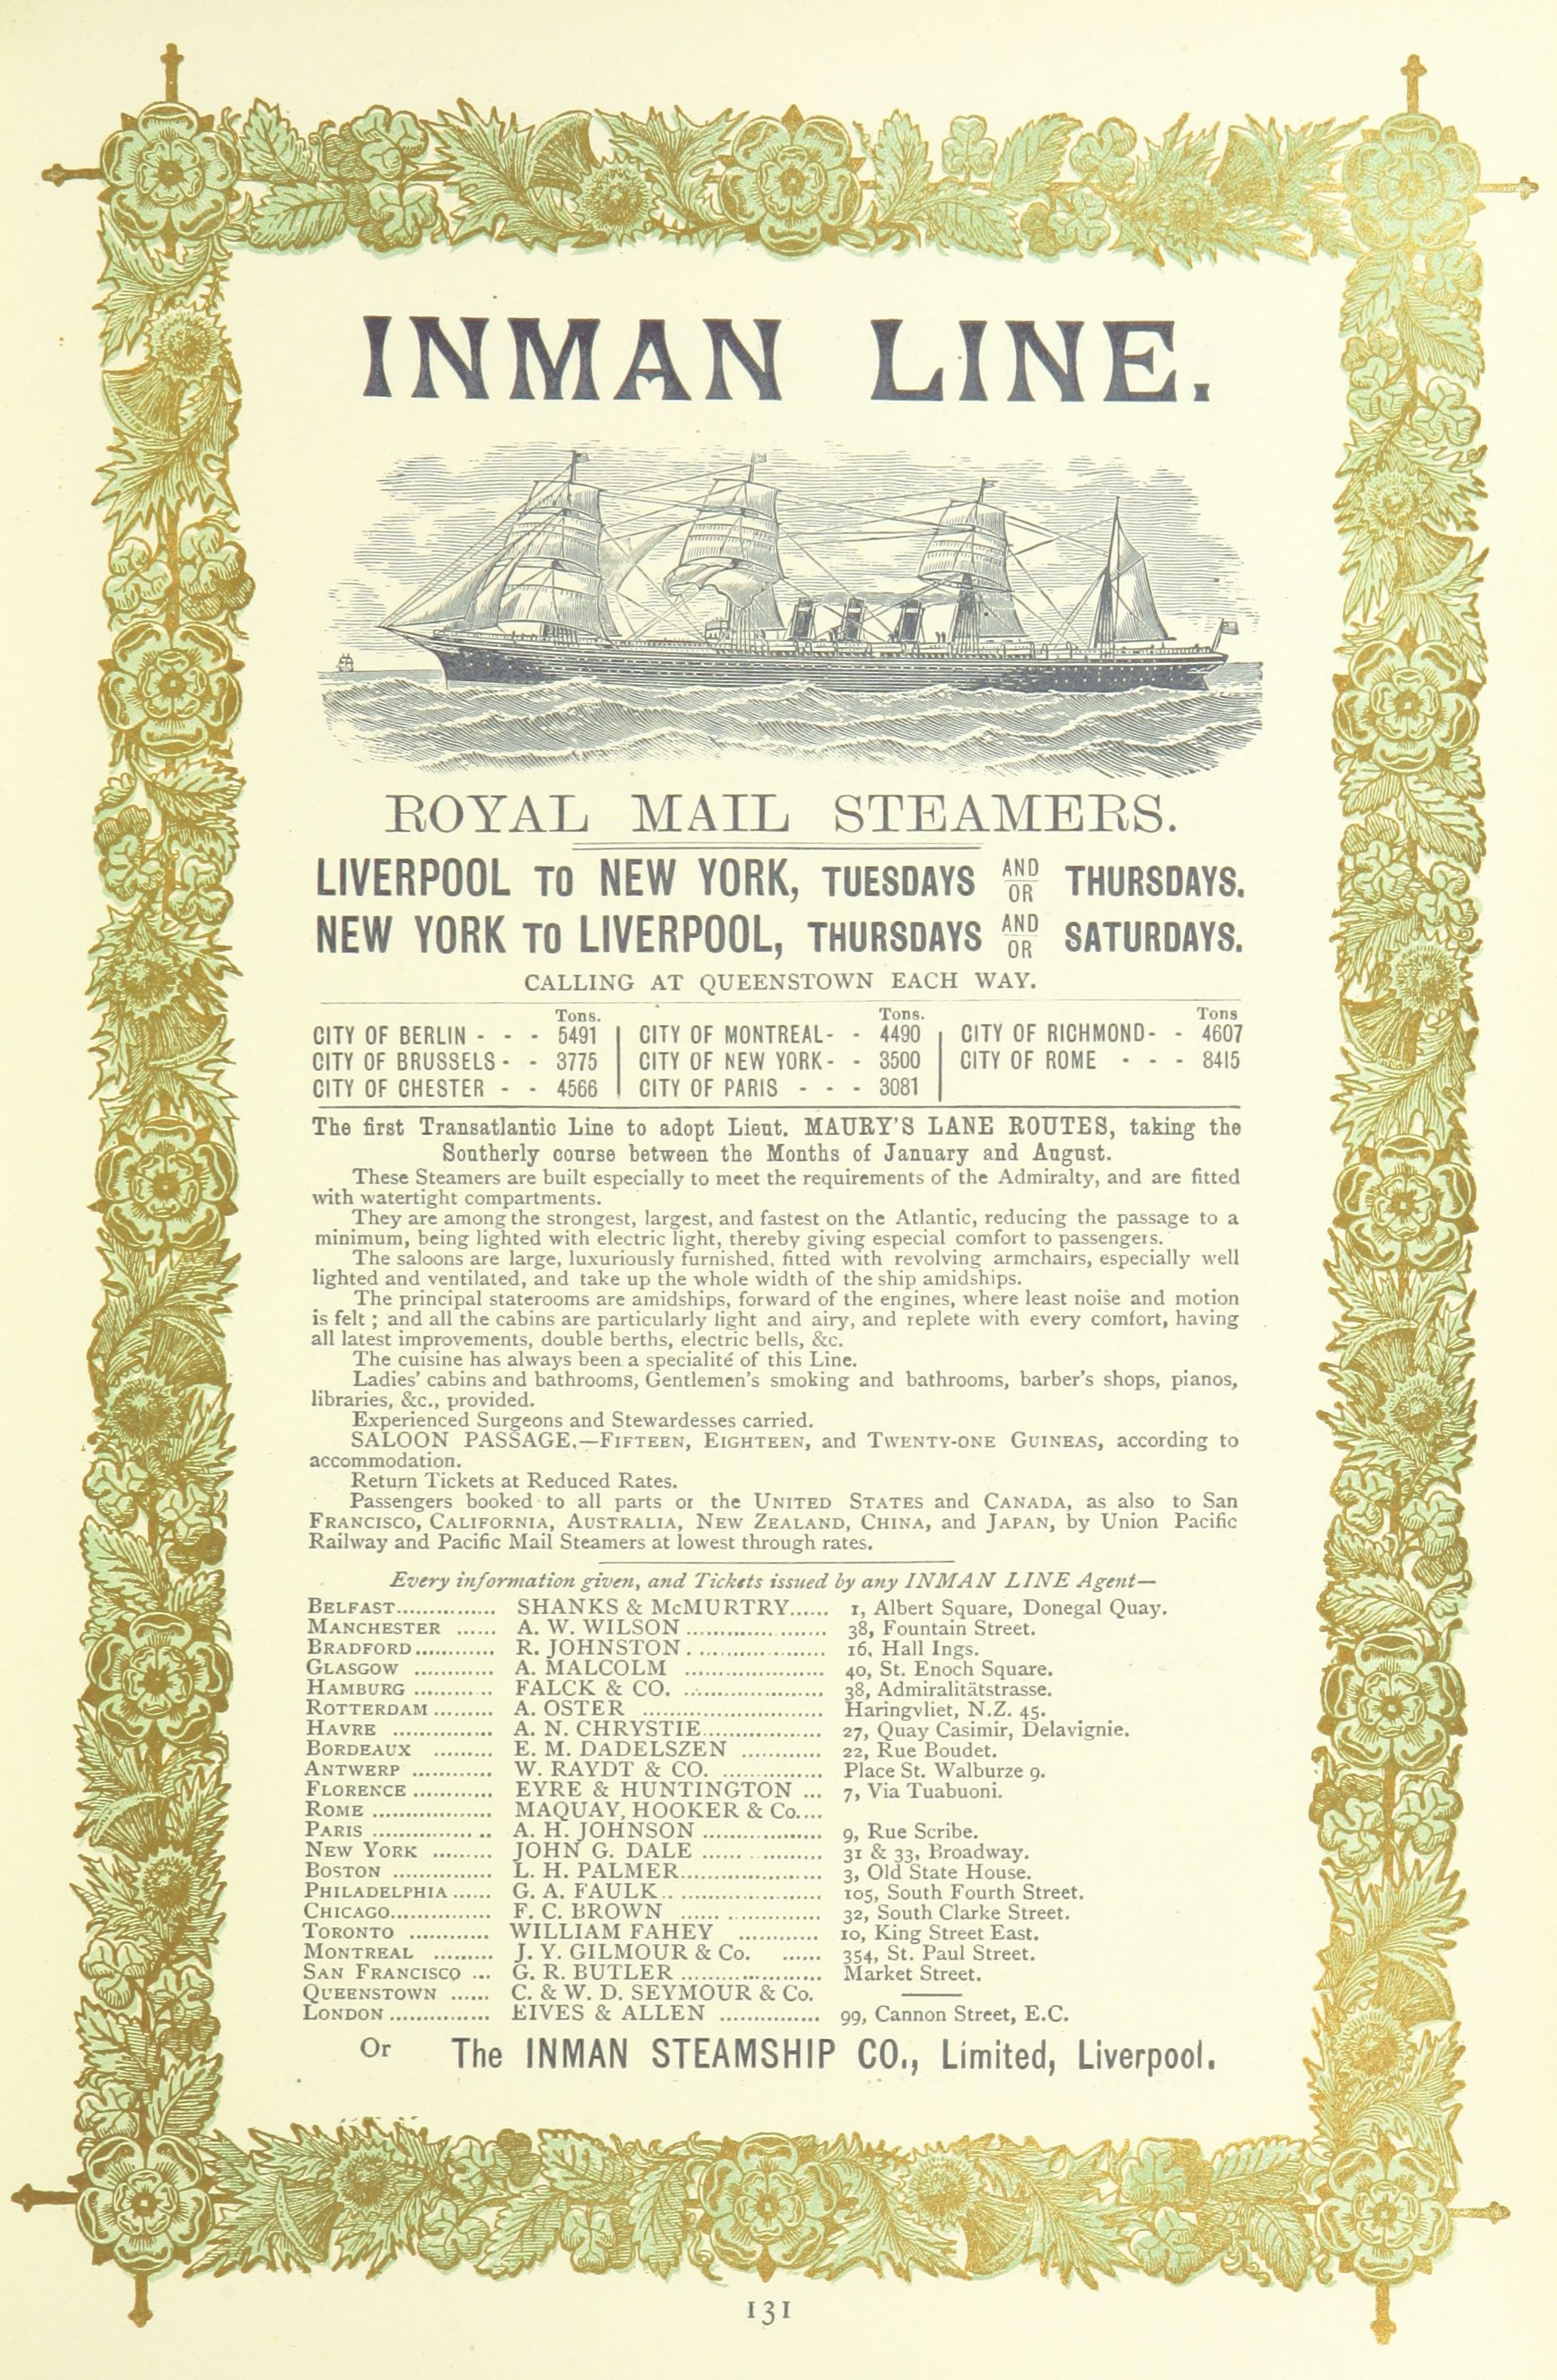 INMAN LINE.
ROYAL MAIL STEAMERS.
LIVERPOOL TO NEW YORK, TUESDAYS AND OR THURSDAYS.
NEW YORK TO LIVERPOOL, THURSDAYS AND OR SATURDAYS.
CALLING AT QUEENSTOWN EACH WAY.
Tons. Tons. Tons
CITY OF BERLIN - - - 5491 CITY OF MONTREAL- - 4490 CITY OF RICHMOND- - 4607
CITY OF BRUSSELS- - 3775 CITY OF NEW YORK- - 3500 CITY OF ROME - - - 8415
CITY OF CHESTER - - 4566 CITY OF PARIS - - - 3081
The first Transatlantic Line to adopt Lieut. MAURY'S LANE ROUTES, taking the
Southerly course between the Months of January and August.
These Steamers are built especially to meet the requirements of the Admiralty, and are fitted
with watertight compartments.
They are among the strongest, largest, and fastest on the Atlantic, reducing the passage to a
minimum, being lighted with electric light, thereby giving especial comfort to passengers.
The saloons are large, luxuriously furnished, fitted with revolving armchairs, especially well
lighted and ventilated, and take up the whole width of the ship amidships.
The principal staterooms are amidships, forward of the engines, where least noise and motion
is felt ; and all the cabins are particularly light and airy, and replete with every comfort, having
all latest improvements, double berths, electric bells, &c.
The cuisine has always been a specialité of this Line.
Ladies' cabins and bathrooms, Gentlemen's smoking and bathrooms, barber's shops, pianos,
libraries, &c., provided.
Experienced Surgeons and Stewardesses carried.
SALOON PASSAGE.—FIFTEEN, EIGHTEEN, and TWENTY-ONE GUINEAS, according to
accommodation.
Return Tickets at Reduced Rates.
Passengers booked to all parts of the UNITED STATES and CANADA, as also to San
FRANCISCO, CALIFORNIA, AUSTRALIA, NEW ZEALAND, CHINA, and JAPAN, by Union Pacific
Railway and Pacific Mail Steamers at lowest through rates.
Every information given, and Tickets issued by any INMAN LINE Agent—
BELFAST............... SHANKS & McMURTRY...... 1, Albert Square, Donegal Quay.
MANCHESTER ...... A. W. WILSON ..................... 38, Fountain Street.
BRADFORD............ R. JOHNSTON..................... 16, Hall Ings.
GLASGOW ............ A. MALCOLM ..................... 40, St. Enoch Square.
HAMBURG ............ FALCK & CO. ..................... 38, Admiralitätstrasse.
ROTTERDAM ......... A. OSTER ........................... Haringvliet, N.Z. 45.
HAVRE ............... A. N. CHRYSTIE.................. 27, Quay Casimir, Delavignie.
BORDEAUX ......... E. M. DADELSZEN ............ 22, Rue Boudet.
ANTWERP ............ W. RAYDT & CO. ............... Place St. Walburze 9.
FLORENCE ............ EYRE & HUNTINGTON ... 7, Via Tuabuoni.
ROME .................. MAQUAY, HOOKER & Co....
PARIS .................. A. H. JOHNSON .................. 9, Rue Scribe.
NEW YORK ......... JOHN G. DALE .................. 31 & 33, Broadway.
BOSTON ............... L. H. PALMER..................... 3, Old State House.
PHILADELPHIA ...... G. A. FAULK........................ 105, South Fourth Street.
CHICAGO............... F. C. BROWN ..................... 32, South Clarke Street.
TORONTO ............ WILLIAM FAHEY ............ 10, King Street East.
MONTREAL ......... J. Y. GILMOUR & Co. ...... 354, St. Paul Street.
SAN FRANCISCO ... G. R. BUTLER ..................... Market Street.
QUEENSTOWN ...... C. & W. D. SEYMOUR & Co.
LONDON ............... EIVES & ALLEN ............... 99, Cannon Street, E.C.
Or The INMAN STEAMSHIP CO., Limited, Liverpool.
131